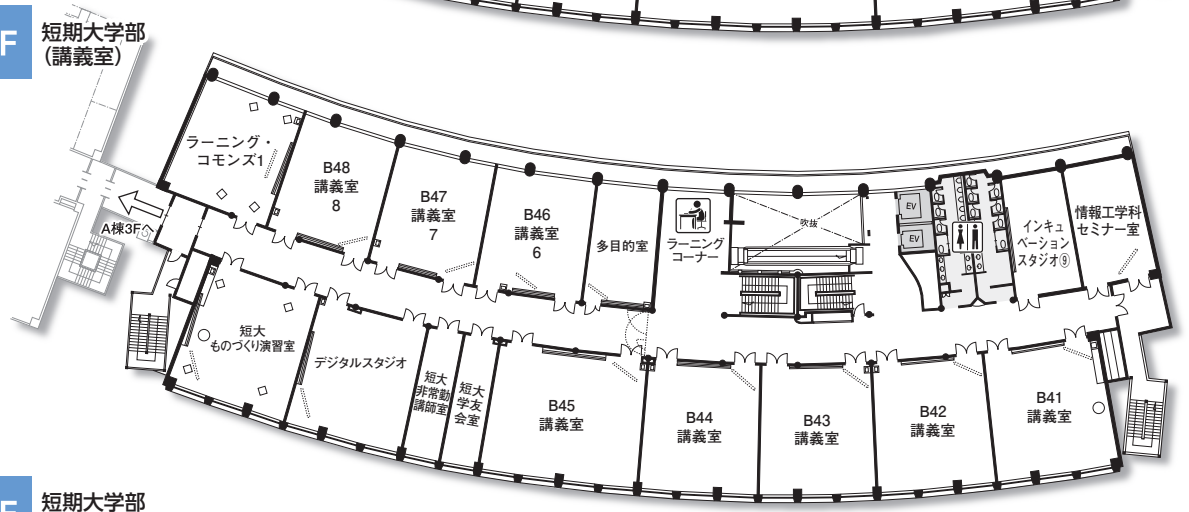 F
短期大学部
(講義室)
A棟3Fへ
ラーニング・
コモンズ1
B48
講義室
8
B47
講義室
7
B46
講義室
6
多目的室
ラーニング
コーナー
吹抜
EV
EV
インキュ
ベーション
スタジオ⑨
情報工学科
セミナー室
短大
ものづくり演習室
デジタルスタジオ
短大
非常勤
講師室
短大
学友
会室
B45
講義室
B44
講義室
B43
講義室
B42
講義室
B41
講義室
短期大学部